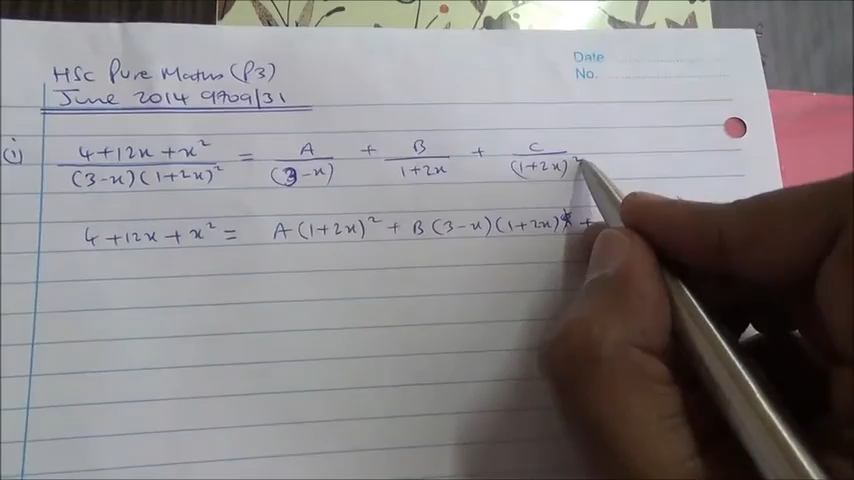 Date
No.
HSC Pure Maths (P3)
June 2014 9709/31
(i) 4+12x+x² / (3-x)(1+2x)² = A / (3-x) + B / 1+2x + C / (1+2x)²
4+12x+x² = A(1+2x)² + B(3-x)(1+2x) +